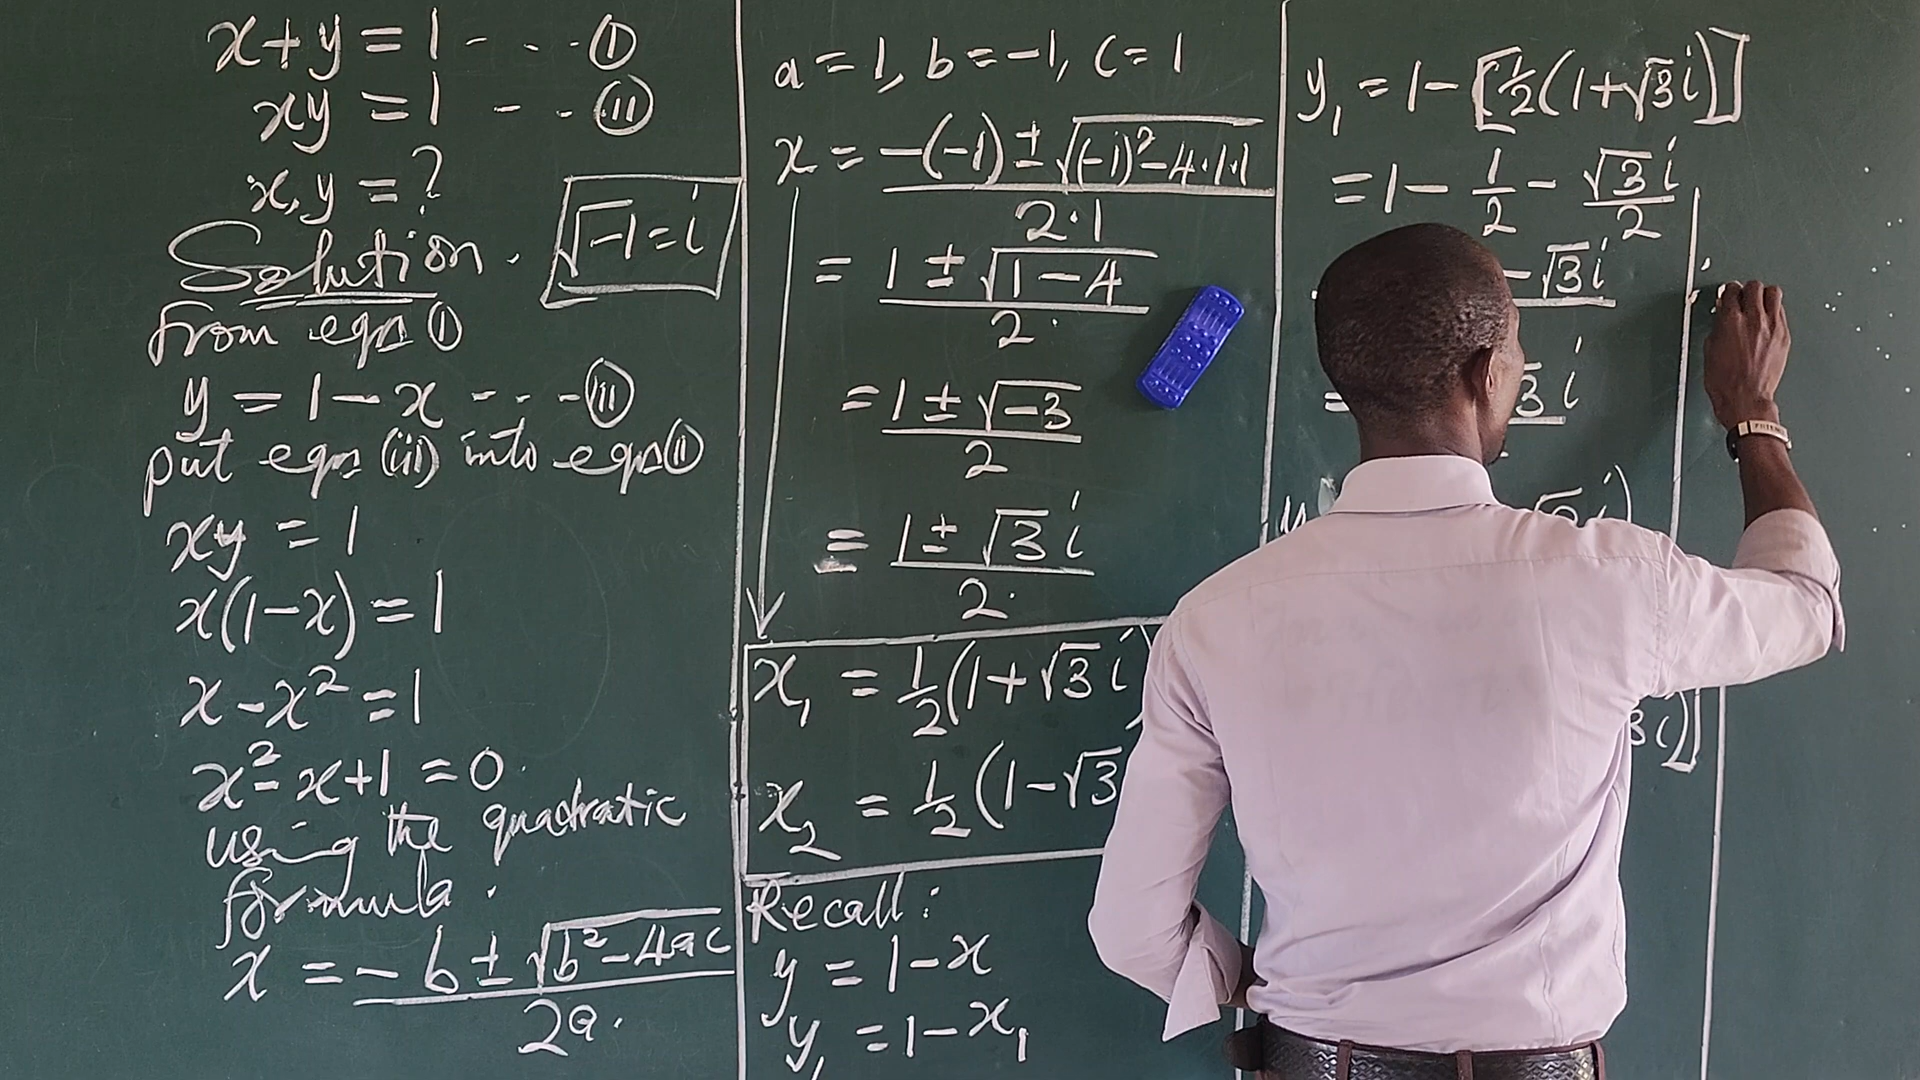 x+y = 1 - - - (i)
xy = 1 - - (ii)
x, y = ?
Solution.
√-1 = i
from eqn (i)
y = 1 - x - - - (iii)
put eqn (iii) into eqn (ii)
xy = 1
x(1-x) = 1
x - x² = 1
x² - x + 1 = 0.
using the quadratic
formula:
x = (-b ± √(b² - 4ac)) / 2a.
a = 1, b = -1, c = 1
x = (-(-1) ± √((-1)² - 4·1·1)) / 2·1
= (1 ± √(1 - 4)) / 2.
= (1 ± √-3) / 2
= (1 ± √3 i) / 2.
x₁ = 1/2 (1 + √3 i)
x₂ = 1/2 (1 - √3
Recall:
y = 1 - x
y₁ = 1 - x₁
y₁ = 1 - [1/2 (1 + √3 i)]
= 1 - 1/2 - √3 i / 2
- √3 i
= 3 i
i)
3 i)]